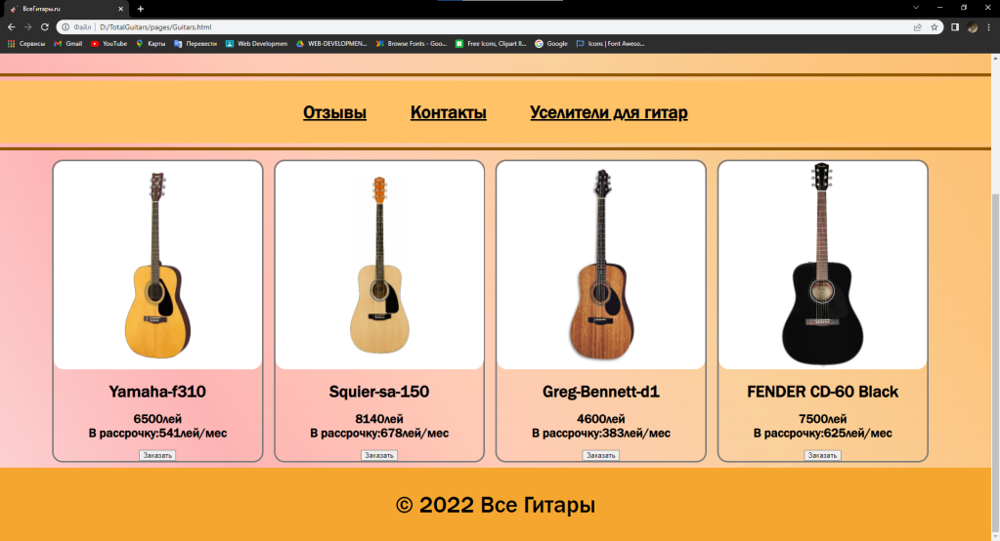 ВсеГитары.ru
Файл | D:/TotalGuitars/pages/Guitars.html
Сервисы Gmail YouTube Карты Перевести Web Developmen WEB-DEVELOPMEN... Browse Fonts - Goo... Free Icons, Clipart Il... Google Icons | Font Aweso...
Отзывы Контакты Уселители для гитар
Yamaha-f310
6500лей
В рассрочку:541лей/мес
Заказать
Squier-sa-150
8140лей
В рассрочку:678лей/мес
Заказать
Greg-Bennett-d1
4600лей
В рассрочку:383лей/мес
Заказать
FENDER CD-60 Black
7500лей
В рассрочку:625лей/мес
Заказать
© 2022 Все Гитары